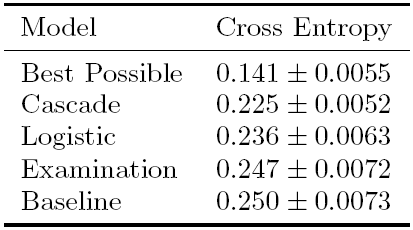 Model Cross Entropy
Best Possible 0.141 ± 0.0055
Cascade 0.225 ± 0.0052
Logistic 0.236 ± 0.0063
Examination 0.247 ± 0.0072
Baseline 0.250 ± 0.0073